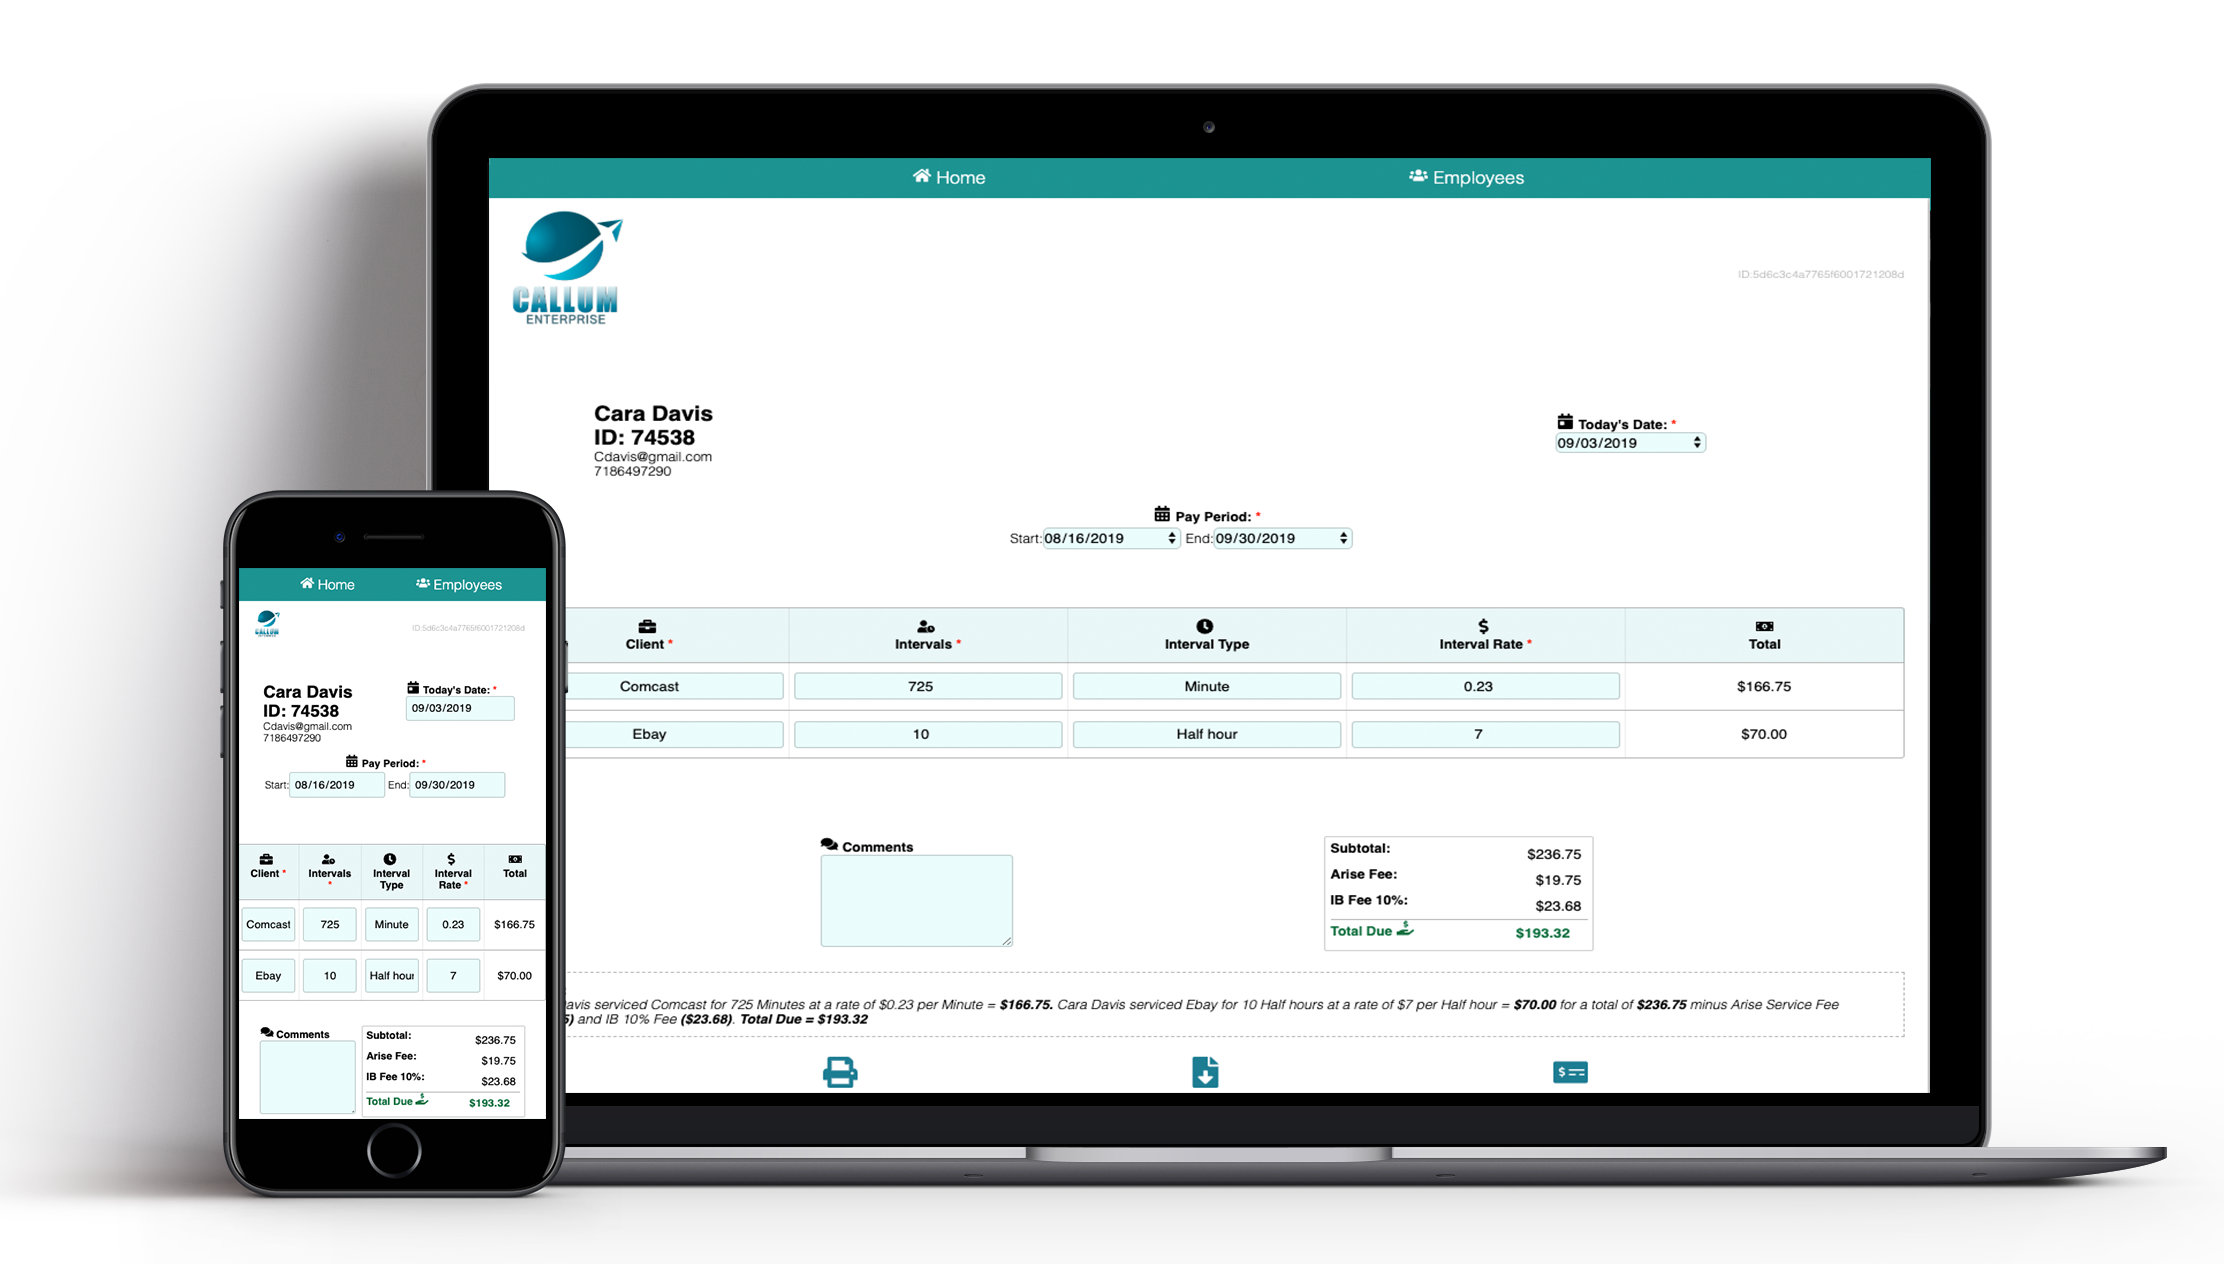 Home Employees
CALLUM
ENTERPRISE
ID:5d6c3c4a7765f6001721208d
Cara Davis
ID: 74538
Cdavis@gmail.com
7186497290
Today's Date: *
09/03/2019
Pay Period: *
Start: 08/16/2019 End: 09/30/2019
Client * Intervals * Interval Type Interval Rate * Total
Comcast 725 Minute 0.23 $166.75
Ebay 10 Half hour 7 $70.00
Comments
Subtotal: $236.75
Arise Fee: $19.75
IB Fee 10%: $23.68
Total Due $193.32
avis serviced Comcast for 725 Minutes at a rate of $0.23 per Minute = $166.75. Cara Davis serviced Ebay for 10 Half hours at a rate of $7 per Half hour = $70.00 for a total of $236.75 minus Arise Service Fee
5) and IB 10% Fee ($23.68). Total Due = $193.32
Home Employees
CALLUM
ID:5d6c3c4a7765f6001721208d
Cara Davis
ID: 74538
Cdavis@gmail.com
7186497290
Today's Date: *
09/03/2019
Pay Period: *
Start: 08/16/2019 End: 09/30/2019
Client * Intervals * Interval Type Interval Rate * Total
Comcast 725 Minute 0.23 $166.75
Ebay 10 Half hour 7 $70.00
Comments
Subtotal: $236.75
Arise Fee: $19.75
IB Fee 10%: $23.68
Total Due $193.32